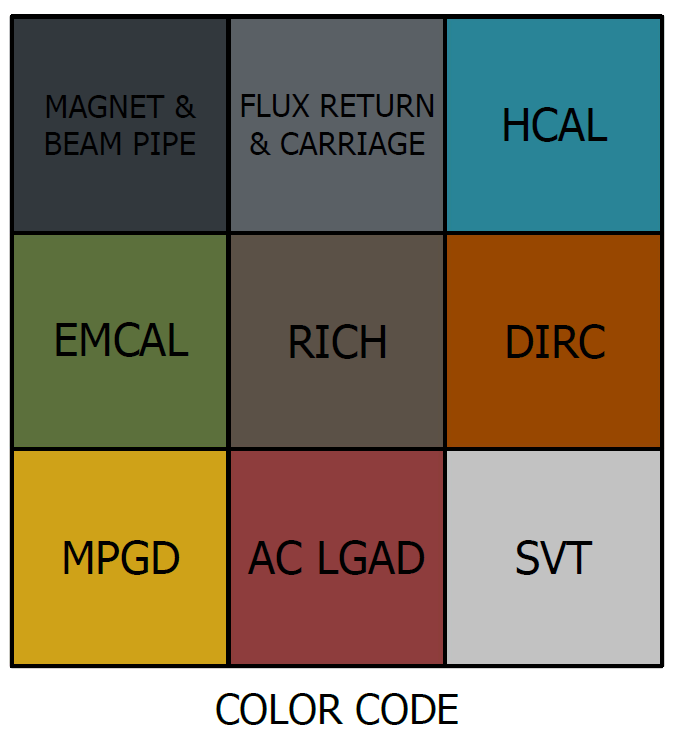 MAGNET &
BEAM PIPE
FLUX RETURN
& CARRIAGE
HCAL
EMCAL
RICH
DIRC
MPGD
AC LGAD
SVT
COLOR CODE